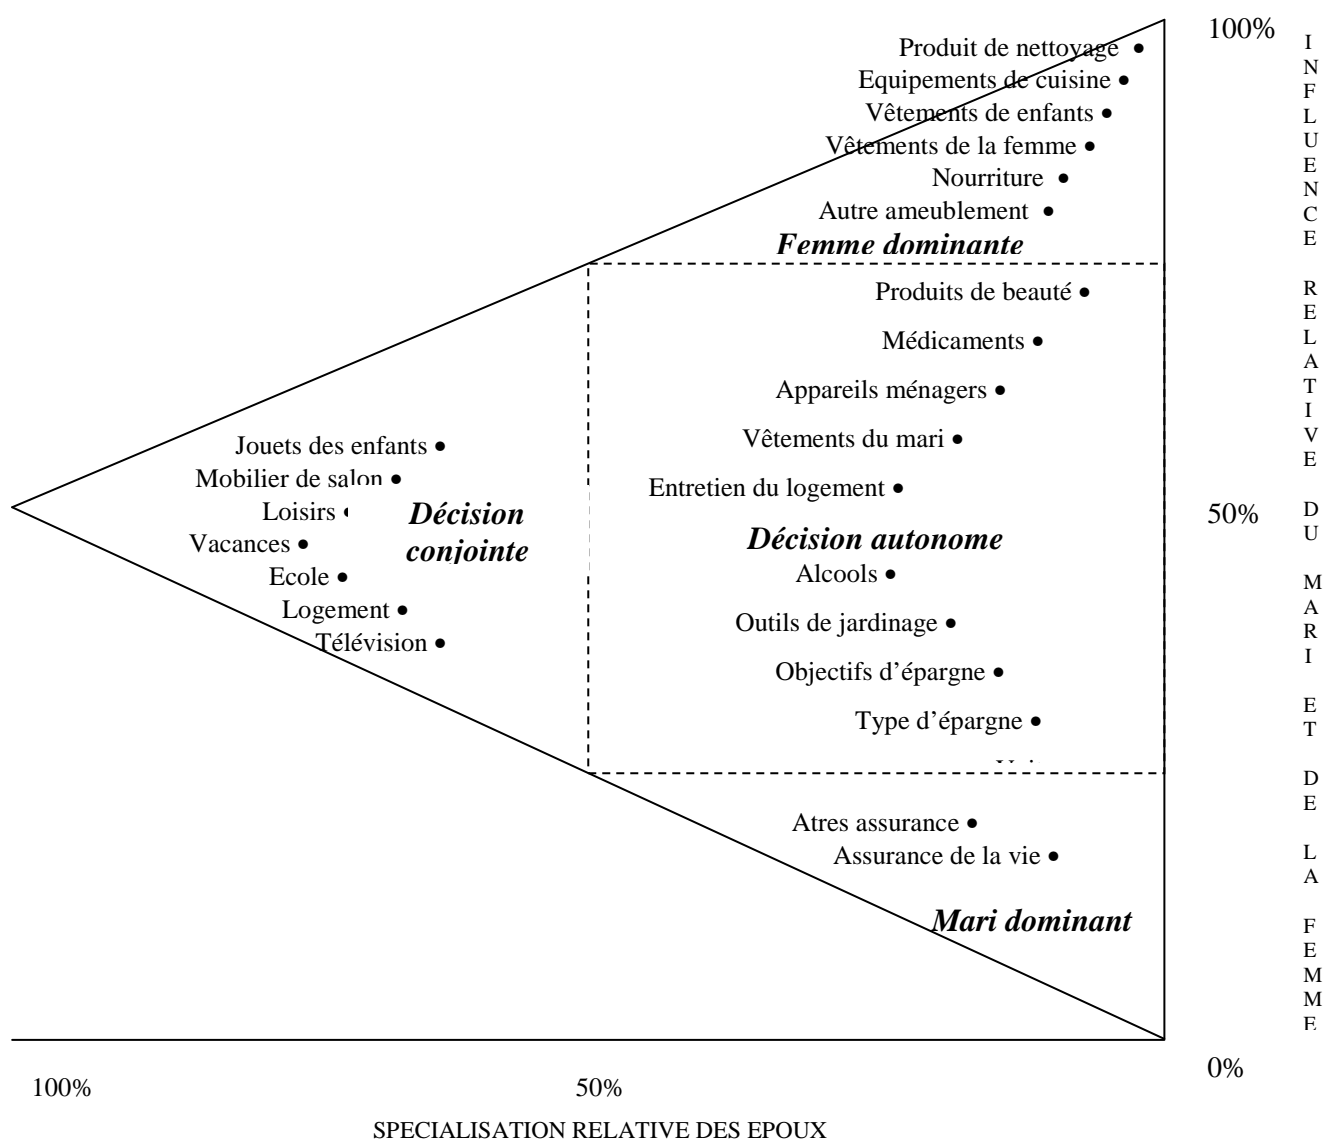 100%
Produit de nettoyage
Equipements de cuisine
Vêtements de enfants
Vêtements de la femme
Nourriture
Autre ameublement
Femme dominante
Produits de beauté
Médicaments
Appareils ménagers
Vêtements du mari
Entretien du logement
Décision autonome
Alcools
Outils de jardinage
Objectifs d’épargne
Type d’épargne
Jouets des enfants
Mobilier de salon
Loisirs
Vacances
Ecole
Logement
Télévision
Décision
conjointe
50%
Atres assurance
Assurance de la vie
Mari dominant
0%
100%
50%
SPECIALISATION RELATIVE DES EPOUX
INFLUENCE RELATIVE DU MARI ET DE LA FEMME